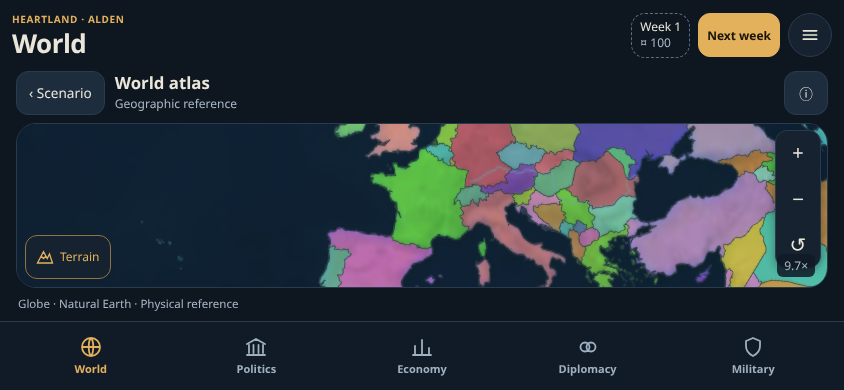 HEARTLAND · ALDEN
World
Week 1
¤ 100
Next week
‹ Scenario
World atlas
Geographic reference
ⓘ
+
−
↺
9.7×
Terrain
Globe · Natural Earth · Physical reference
World
Politics
Economy
Diplomacy
Military